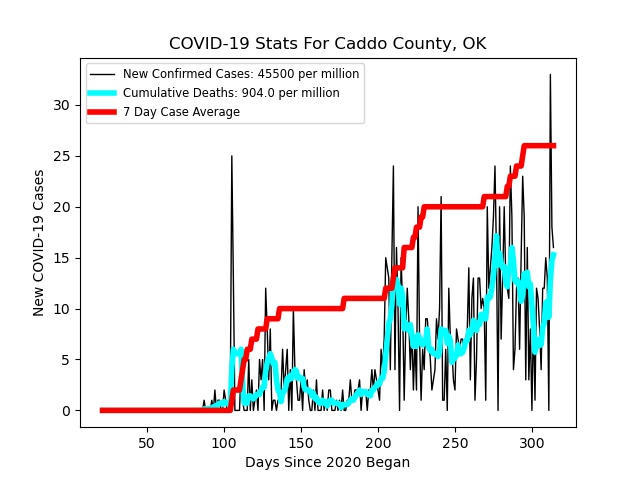 COVID-19 Stats For Caddo County, OK
New Confirmed Cases: 45500 per million
Cumulative Deaths: 904.0 per million
7 Day Case Average
New COVID-19 Cases
30
25
20
15
10
5
0
50 100 150 200 250 300
Days Since 2020 Began